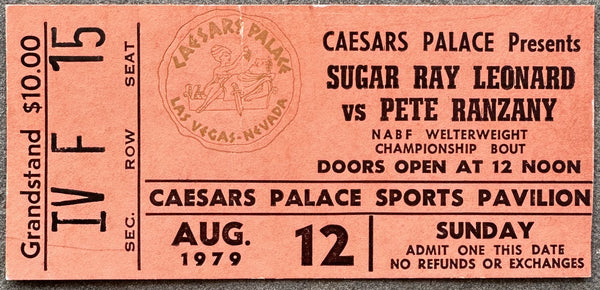 Grandstand $10.00
IV F 15
SEC. ROW SEAT
CAESARS PALACE
LAS VEGAS-NEVADA
CAESARS PALACE Presents
SUGAR RAY LEONARD
vs PETE RANZANY
NABF WELTERWEIGHT
CHAMPIONSHIP BOUT
DOORS OPEN AT 12 NOON
CAESARS PALACE SPORTS PAVILION
AUG. 12 SUNDAY
1979
ADMIT ONE THIS DATE
NO REFUNDS OR EXCHANGES